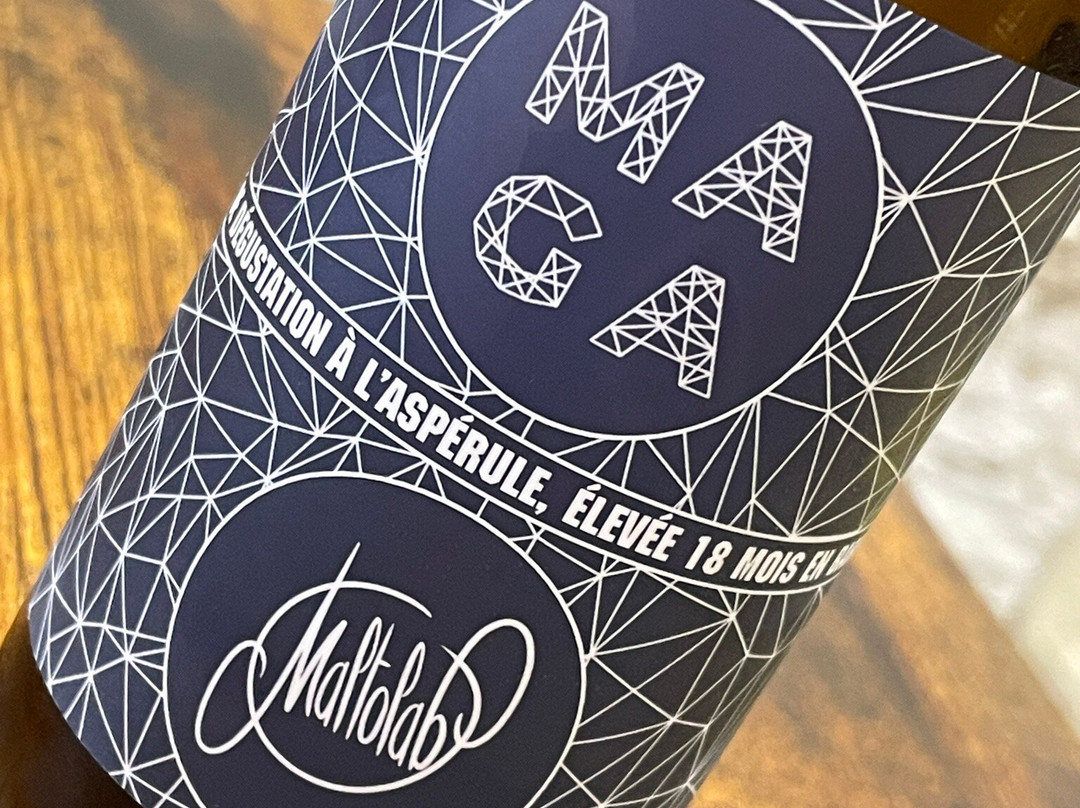 MA
GA
DÉGUSTATION À L'ASPÉRULE, ÉLEVÉE 18 MOIS EN
Maltolab